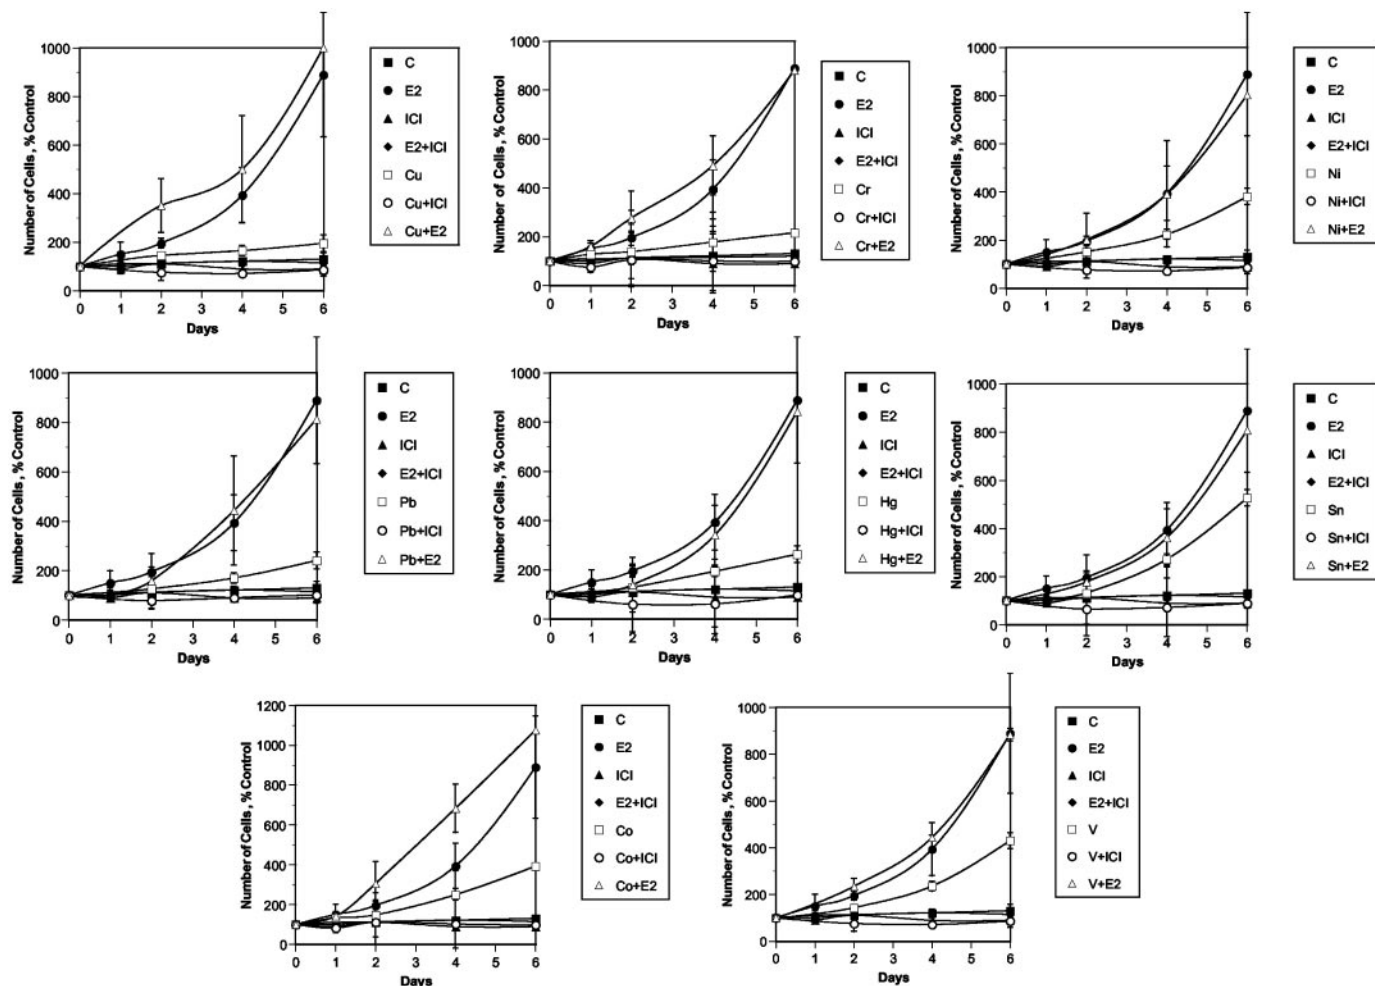 Number of Cells, % Control
1000
800
600
400
200
0
0 1 2 3 4 5 6
Days
C
E2
ICI
E2+ICI
Cu
Cu+ICI
Cu+E2
Number of Cells, % Control
1000
800
600
400
200
0
0 1 2 3 4 5 6
Days
C
E2
ICI
E2+ICI
Cr
Cr+ICI
Cr+E2
Number of Cells, % Control
1000
800
600
400
200
0
0 1 2 3 4 5 6
Days
C
E2
ICI
E2+ICI
Ni
Ni+ICI
Ni+E2
Number of Cells, % Control
1000
800
600
400
200
0
0 1 2 3 4 5 6
Days
C
E2
ICI
E2+ICI
Pb
Pb+ICI
Pb+E2
Number of Cells, % Control
1000
800
600
400
200
0
0 1 2 3 4 5 6
Days
C
E2
ICI
E2+ICI
Hg
Hg+ICI
Hg+E2
Number of Cells, % Control
1000
800
600
400
200
0
0 1 2 3 4 5 6
Days
C
E2
ICI
E2+ICI
Sn
Sn+ICI
Sn+E2
Number of Cells, % Control
1200
1000
800
600
400
200
0
0 1 2 3 4 5 6
Days
C
E2
ICI
E2+ICI
Co
Co+ICI
Co+E2
Number of Cells, % Control
1000
800
600
400
200
0
0 1 2 3 4 5 6
Days
C
E2
ICI
E2+ICI
V
V+ICI
V+E2